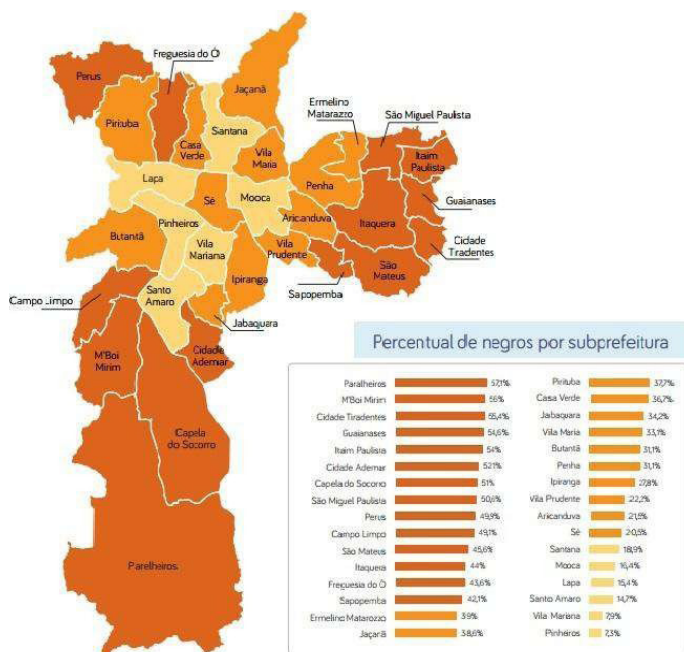 Freguesia do Ó
Perus
Jaçanã
Pirituba
Casa
Verde
Santana
Vila
Maria
Ermelino
Matarazzo
São Miguel Paulista
Itaim
Paulista
Lapa
Sé
Mooca
Penha
Guaianases
Aricanduva
Itaquera
Pinheiros
Butantã
Vila
Mariana
Vila
Prudente
Cidade
Tiradentes
Ipiranga
São
Mateus
Sapopemba
Santo
Amaro
Campo Limpo
Jabaquara
M'Boi
Mirim
Cidade
Ademar
Capela
do Socorro
Parelheiros
Percentual de negros por subprefeitura
Paralheiros 57,1%
M'Boi Mirim 56%
Cidade Tiradentes 55,4%
Guaianases 54,6%
Itaim Paulista 54%
Cidade Ademar 52,1%
Capela do Socorro 51%
São Miguel Paulista 50,6%
Perus 49,9%
Campo Limpo 49,1%
São Mateus 45,6%
Itaquera 44%
Freguesia do Ó 43,6%
Sapopemba 42,1%
Ermelino Matarozzo 39%
Jaçarã 38,6%
Pirituba 37,7%
Casa Verde 36,7%
Jabaquara 34,2%
Vila Maria 33,1%
Butantã 31,1%
Penha 31,1%
Ipiranga 27,8%
Vila Prudente 22,2%
Aricanduva 21,5%
Sé 20,5%
Santana 18,9%
Mooca 16,4%
Lapa 15,4%
Santo Amaro 14,7%
Vila Mariana 7,9%
Pinheiros 7,3%